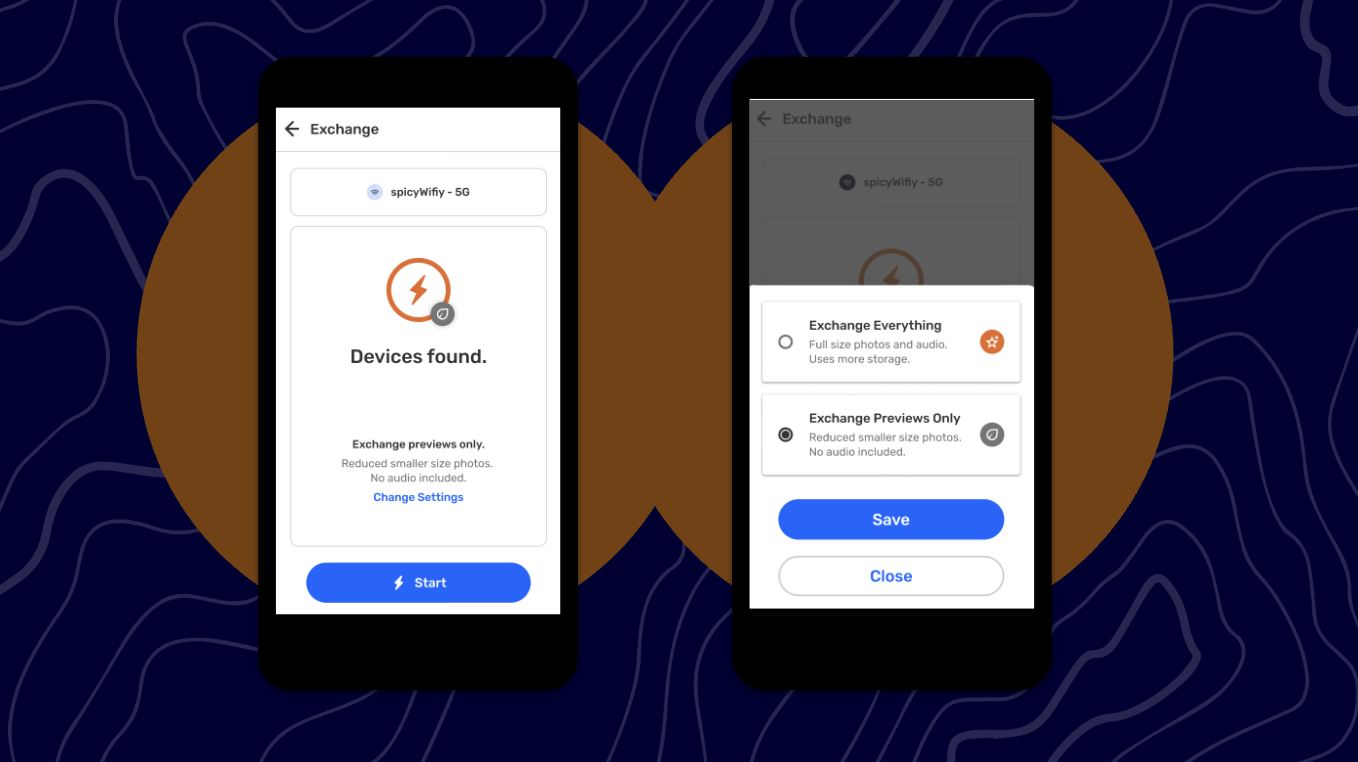 Exchange
spicyWifiy - 5G
Devices found.
Exchange previews only.
Reduced smaller size photos.
No audio included.
Change Settings
Start
Exchange
spicyWifiy - 5G
Exchange Everything
Full size photos and audio.
Uses more storage.
Exchange Previews Only
Reduced smaller size photos.
No audio included.
Save
Close